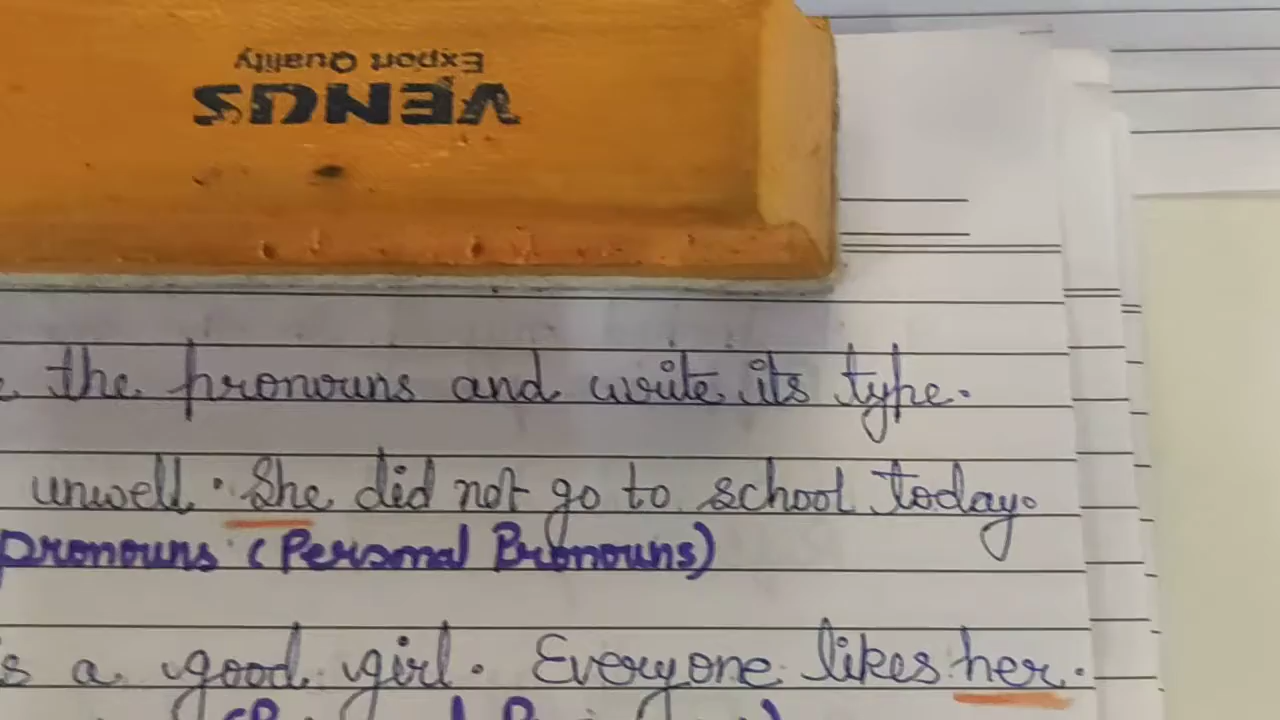 VENUS
Export Quality
the pronouns and write its type.
unwell. She did not go to school today.
pronouns (Personal Pronouns)
is a good girl. Everyone likes her.